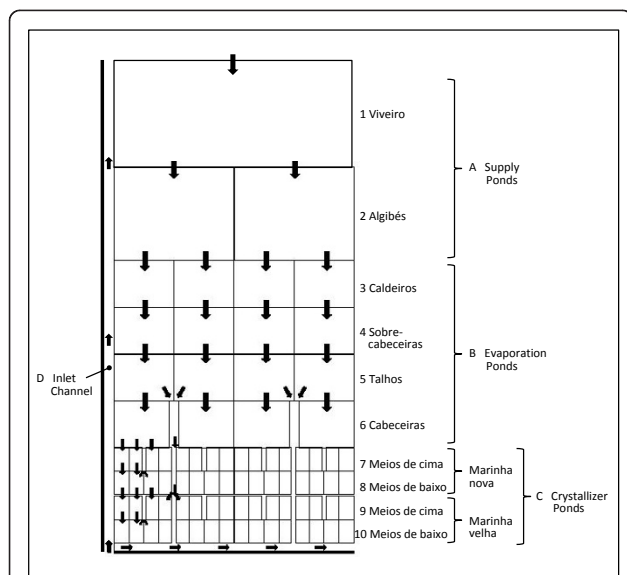 1 Viveiro
A Supply
Ponds
2 Algibés
3 Caldeiros
4 Sobre-
cabeceiras
B Evaporation
Ponds
D Inlet
Channel
5 Talhos
6 Cabeceiras
7 Meios de cima
Marinha
nova
8 Meios de baixo
C Crystallizer
Ponds
9 Meios de cima
Marinha
velha
10 Meios de baixo